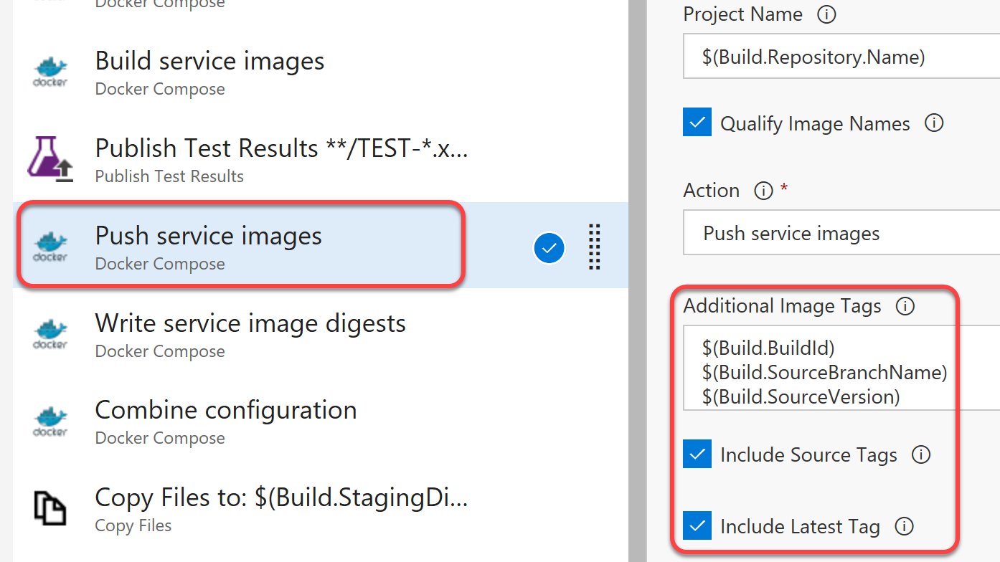 Docker Compose
docker
Build service images
Docker Compose
Publish Test Results **/TEST-*.x...
Publish Test Results
docker
Push service images
Docker Compose
docker
Write service image digests
Docker Compose
docker
Combine configuration
Docker Compose
Copy Files to: $(Build.StagingDi...
Copy Files
Project Name
$(Build.Repository.Name)
Qualify Image Names
Action *
Push service images
Additional Image Tags
$(Build.BuildId)
$(Build.SourceBranchName)
$(Build.SourceVersion)
Include Source Tags
Include Latest Tag